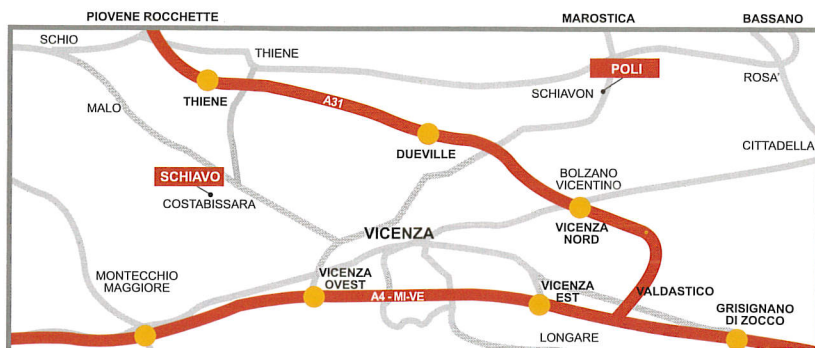 PIOVENE ROCCHETTE
MAROSTICA
BASSANO
SCHIO
THIENE
POLI
ROSA'
THIENE
A31
SCHIAVON
MALO
DUEVILLE
CITTADELLA
SCHIAVO
BOLZANO
VICENTINO
COSTABISSARA
VICENZA
VICENZA
NORD
MONTECCHIO
MAGGIORE
VICENZA
OVEST
A4 - MI-VE
VICENZA
EST
VALDASTICO
GRISIGNANO
DI ZOCCO
LONGARE